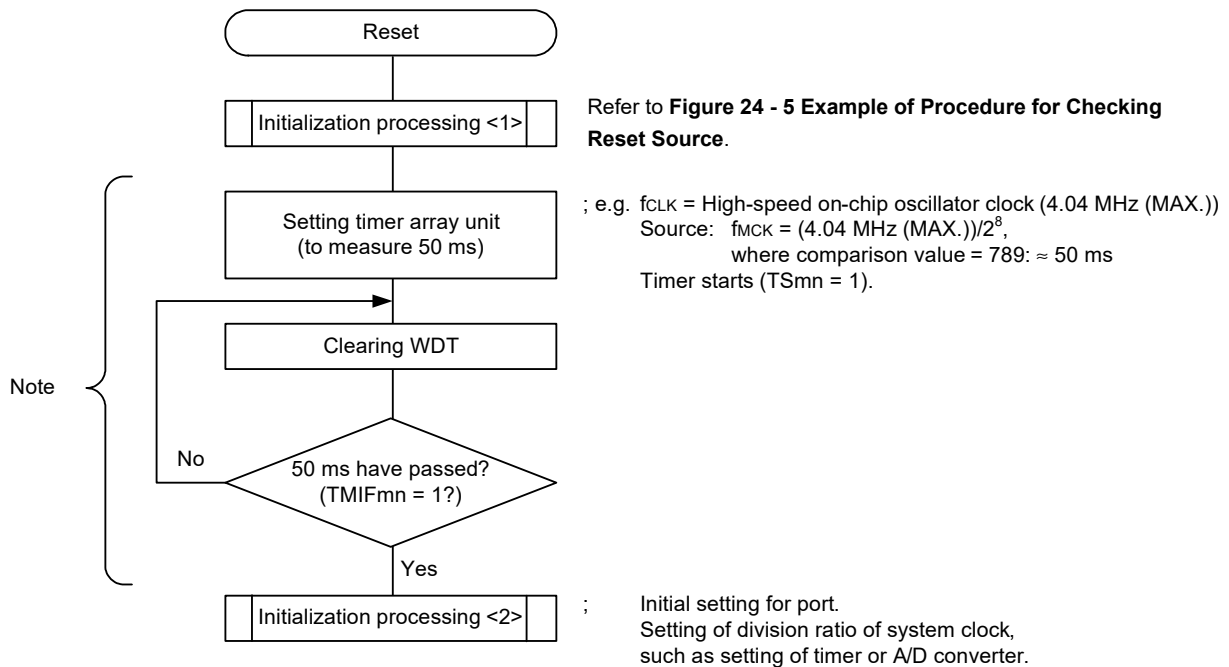 Reset
Initialization processing <1>
Refer to Figure 24 - 5 Example of Procedure for Checking
Reset Source.
Setting timer array unit
(to measure 50 ms)
; e.g. fCLK = High-speed on-chip oscillator clock (4.04 MHz (MAX.))
Source: fMCK = (4.04 MHz (MAX.))/2⁸,
where comparison value = 789: ≈ 50 ms
Timer starts (TSmn = 1).
Clearing WDT
Note
No
50 ms have passed?
(TMIFmn = 1?)
Yes
Initialization processing <2>
; Initial setting for port.
Setting of division ratio of system clock,
such as setting of timer or A/D converter.